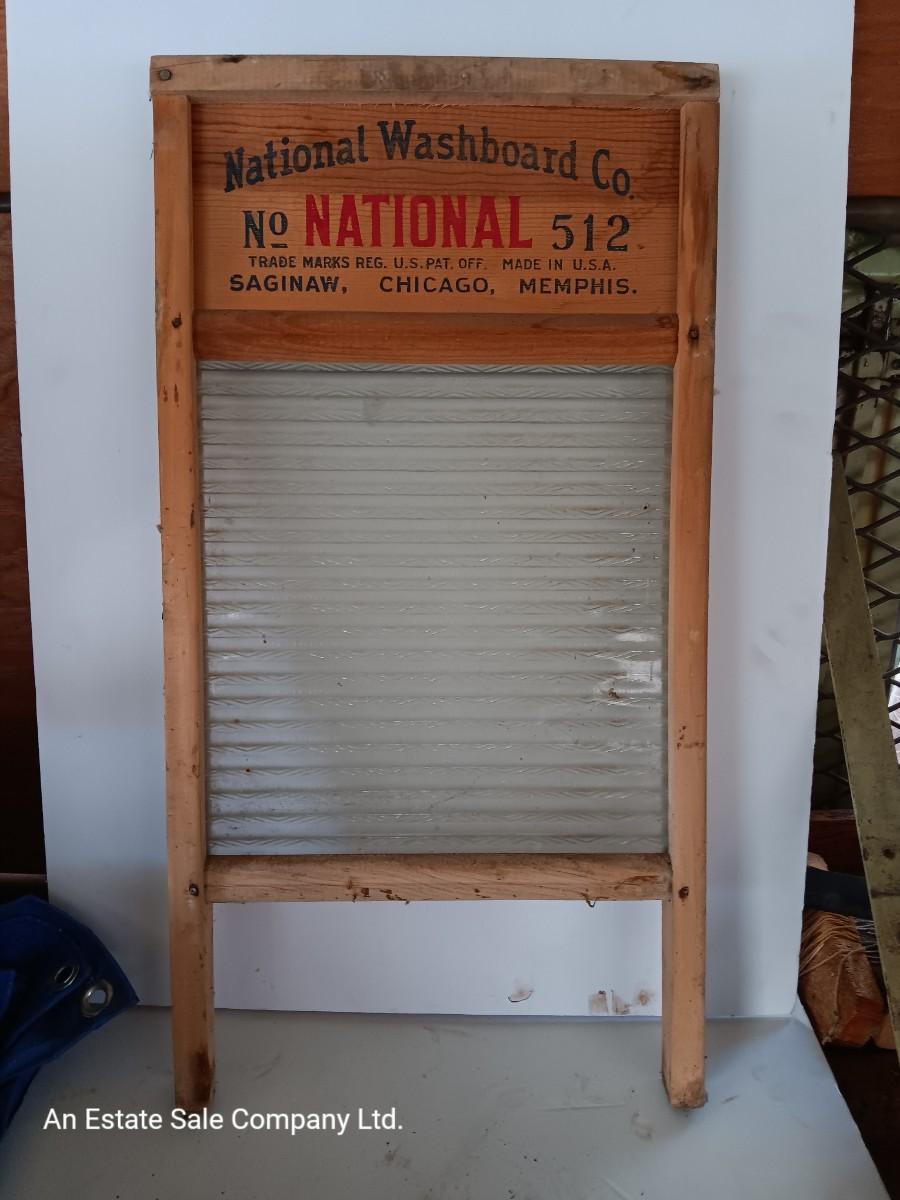 National Washboard Co.
No NATIONAL 512
TRADE MARKS REG. U.S. PAT. OFF. MADE IN U.S.A.
SAGINAW, CHICAGO, MEMPHIS.
An Estate Sale Company Ltd.